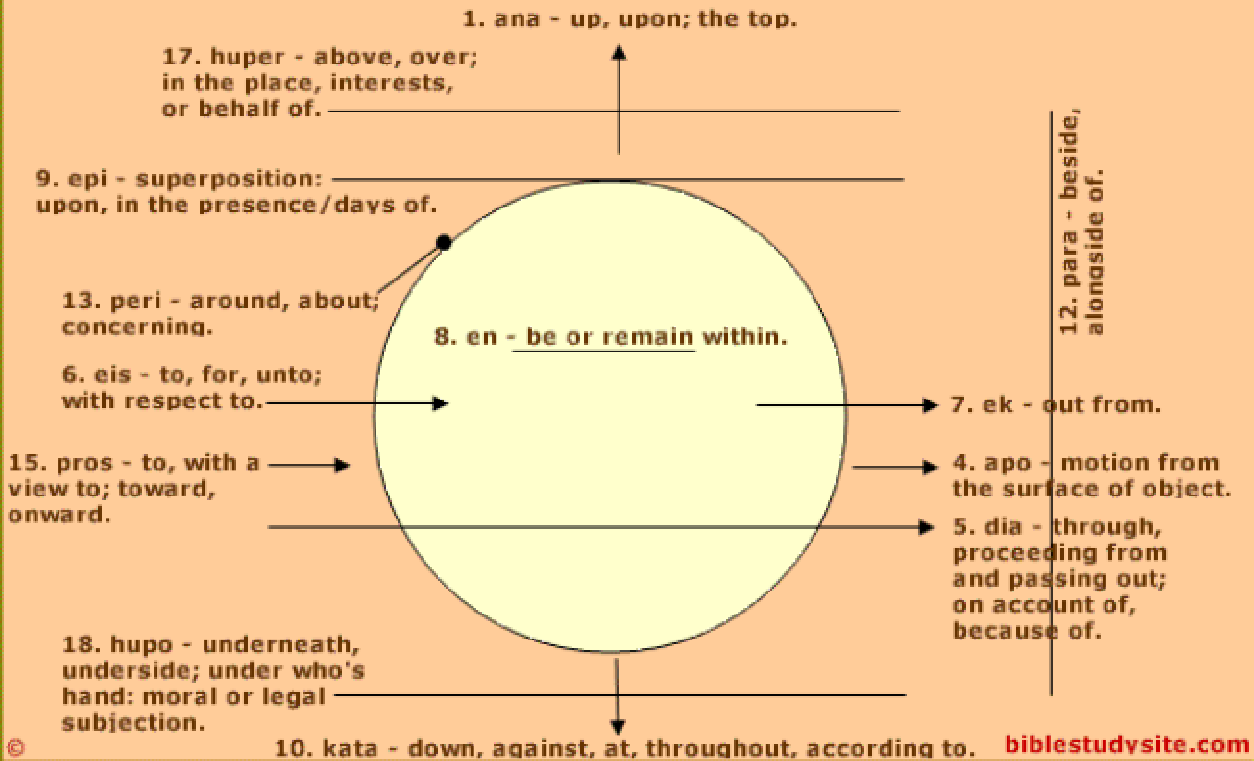 1. ana - up, upon; the top.
17. huper - above, over;
in the place, interests,
or behalf of.
9. epi - superposition:
upon, in the presence/days of.
12. para - beside,
alongside of.
13. peri - around, about;
concerning.
8. en - be or remain within.
6. eis - to, for, unto;
with respect to.
7. ek - out from.
15. pros - to, with a
view to; toward,
onward.
4. apo - motion from
the surface of object.
5. dia - through,
proceeding from
and passing out;
on account of,
because of.
18. hupo - underneath,
underside; under who's
hand: moral or legal
subjection.
10. kata - down, against, at, throughout, according to.
©
biblestudysite.com